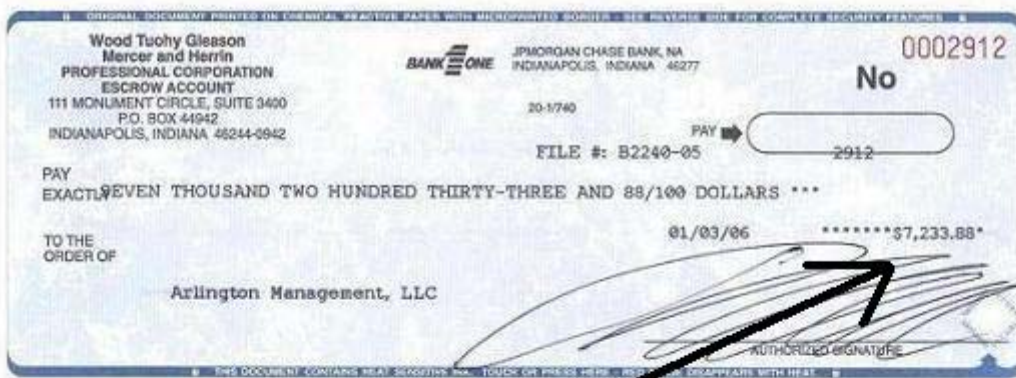 ORIGINAL DOCUMENT PRINTED ON CHEMICAL REACTIVE PAPER WITH MICROPRINTED BORDER - SEE REVERSE SIDE FOR COMPLETE SECURITY FEATURES
Wood Tuohy Gleason
Mercer and Herrin
PROFESSIONAL CORPORATION
ESCROW ACCOUNT
111 MONUMENT CIRCLE, SUITE 3400
P.O. BOX 44942
INDIANAPOLIS, INDIANA 46244-0942
BANK ONE
JPMORGAN CHASE BANK, NA
INDIANAPOLIS, INDIANA 46277
20-1/740
0002912
No
PAY
FILE #: B2240-05
2912
PAY
EXACTLY SEVEN THOUSAND TWO HUNDRED THIRTY-THREE AND 88/100 DOLLARS ***
01/03/06 *******$7,233.88*
TO THE
ORDER OF
Arlington Management, LLC
AUTHORIZED SIGNATURE
THIS DOCUMENT CONTAINS HEAT SENSITIVE INK. TOUCH OR PRESS HERE - RED IMAGE DISAPPEARS WITH HEAT.